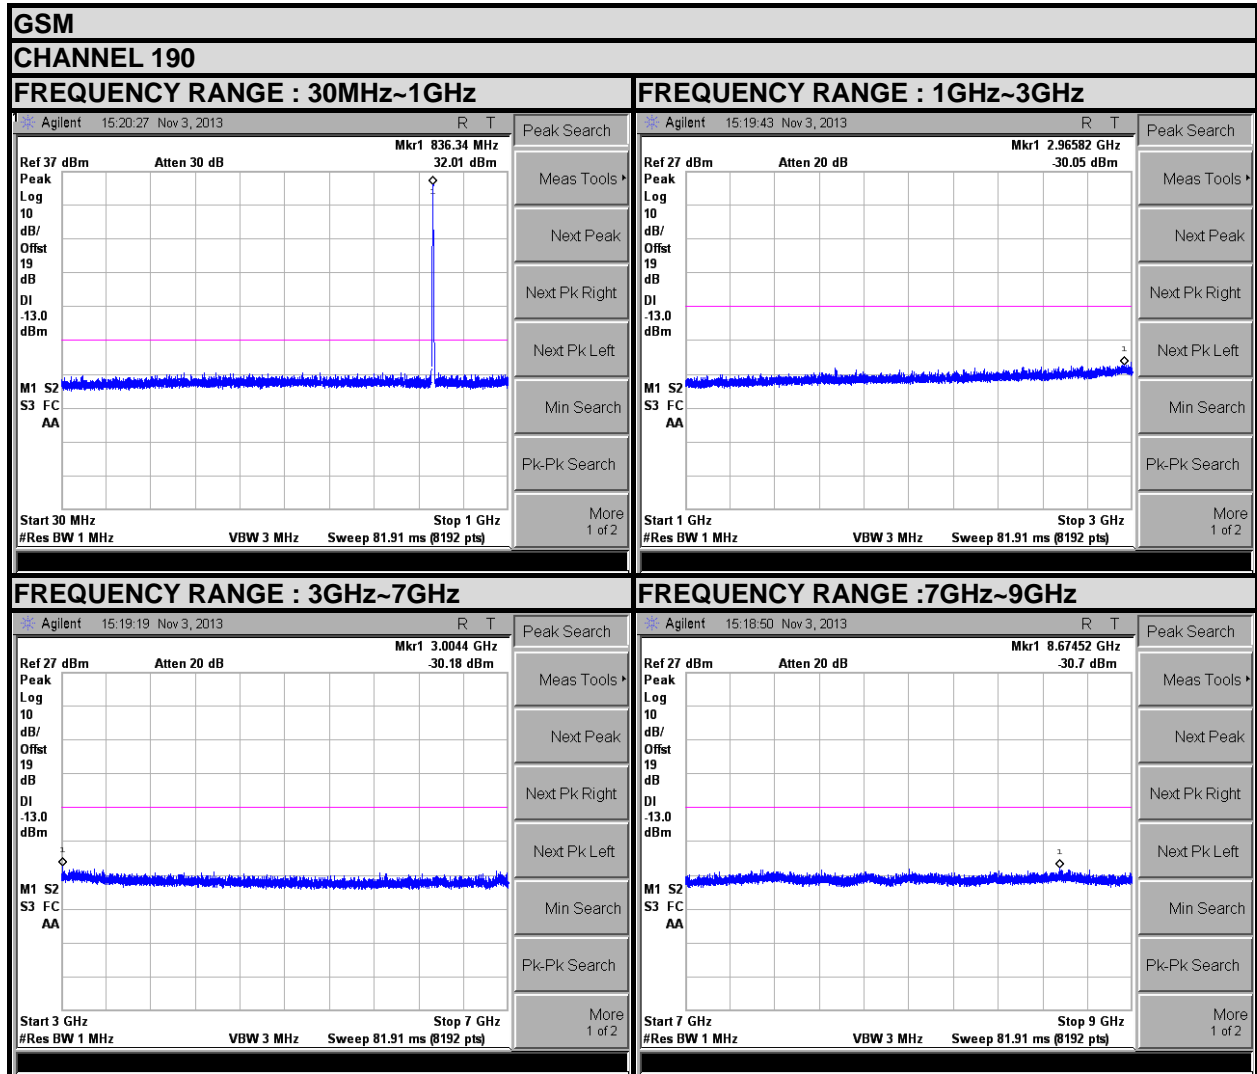 GSM
CHANNEL 190
FREQUENCY RANGE : 30MHz~1GHz
Agilent 15:20:27 Nov 3, 2013 R T
Mkr1 836.34 MHz
Ref 37 dBm Atten 30 dB 32.01 dBm
Peak
Log
10
dB/
Offst
19
dB
DI
-13.0
dBm
1
M1 S2
S3 FC
AA
Start 30 MHz Stop 1 GHz
#Res BW 1 MHz VBW 3 MHz Sweep 81.91 ms (8192 pts)
Peak Search
Meas Tools
Next Peak
Next Pk Right
Next Pk Left
Min Search
Pk-Pk Search
More
1 of 2
FREQUENCY RANGE : 1GHz~3GHz
Agilent 15:19:43 Nov 3, 2013 R T
Mkr1 2.96582 GHz
Ref 27 dBm Atten 20 dB -30.05 dBm
Peak
Log
10
dB/
Offst
19
dB
DI
-13.0
dBm
1
M1 S2
S3 FC
AA
Start 1 GHz Stop 3 GHz
#Res BW 1 MHz VBW 3 MHz Sweep 81.91 ms (8192 pts)
Peak Search
Meas Tools
Next Peak
Next Pk Right
Next Pk Left
Min Search
Pk-Pk Search
More
1 of 2
FREQUENCY RANGE : 3GHz~7GHz
Agilent 15:19:19 Nov 3, 2013 R T
Mkr1 3.0044 GHz
Ref 27 dBm Atten 20 dB -30.18 dBm
Peak
Log
10
dB/
Offst
19
dB
DI
-13.0
dBm
1
M1 S2
S3 FC
AA
Start 3 GHz Stop 7 GHz
#Res BW 1 MHz VBW 3 MHz Sweep 81.91 ms (8192 pts)
Peak Search
Meas Tools
Next Peak
Next Pk Right
Next Pk Left
Min Search
Pk-Pk Search
More
1 of 2
FREQUENCY RANGE :7GHz~9GHz
Agilent 15:18:50 Nov 3, 2013 R T
Mkr1 8.67452 GHz
Ref 27 dBm Atten 20 dB -30.7 dBm
Peak
Log
10
dB/
Offst
19
dB
DI
-13.0
dBm
1
M1 S2
S3 FC
AA
Start 7 GHz Stop 9 GHz
#Res BW 1 MHz VBW 3 MHz Sweep 81.91 ms (8192 pts)
Peak Search
Meas Tools
Next Peak
Next Pk Right
Next Pk Left
Min Search
Pk-Pk Search
More
1 of 2